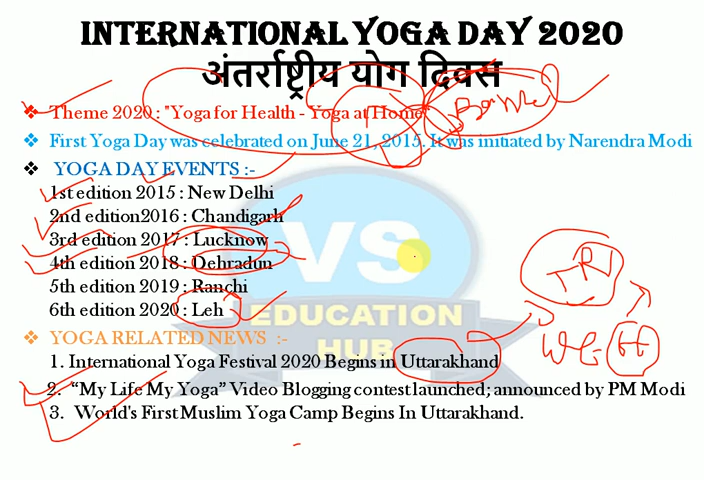 INTERNATIONAL YOGA DAY 2020
अंतर्राष्ट्रीय योग दिवस
Theme 2020 : "Yoga for Health - Yoga at Home"
First Yoga Day was celebrated on June 21, 2015. It was initiated by Narendra Modi
YOGA DAY EVENTS :-
1st edition 2015 : New Delhi
2nd edition2016 : Chandigarh
3rd edition 2017 : Lucknow
4th edition 2018 : Dehradun
5th edition 2019 : Ranchi
6th edition 2020 : Leh
VS
EDUCATION
HUB
YOGA RELATED NEWS :-
1. International Yoga Festival 2020 Begins in Uttarakhand
2. “My Life My Yoga” Video Blogging contest launched; announced by PM Modi
3. World's First Muslim Yoga Camp Begins In Uttarakhand.